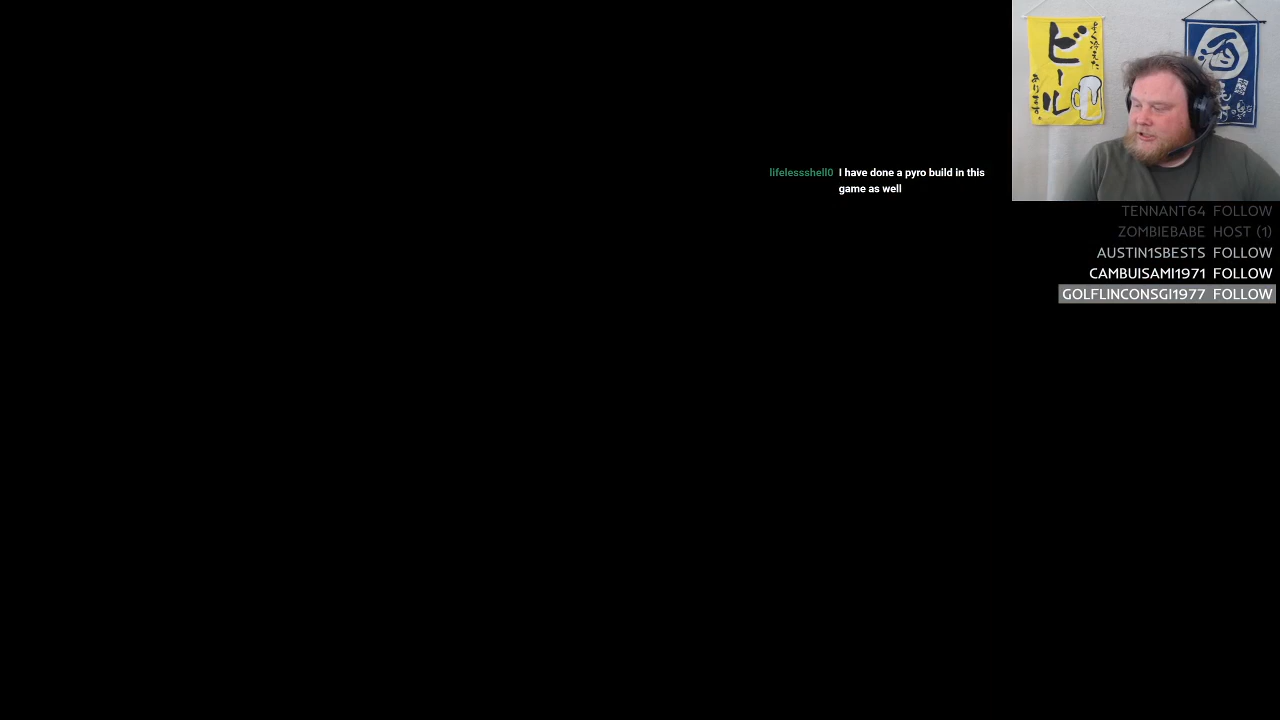 ビール
酒
lifelessshell0 I have done a pyro build in this
game as well
TENNANT64 FOLLOW
ZOMBIEBABE HOST (1)
AUSTIN1SBESTS FOLLOW
CAMBUISAMI1971 FOLLOW
GOLFLINCONSGI1977 FOLLOW